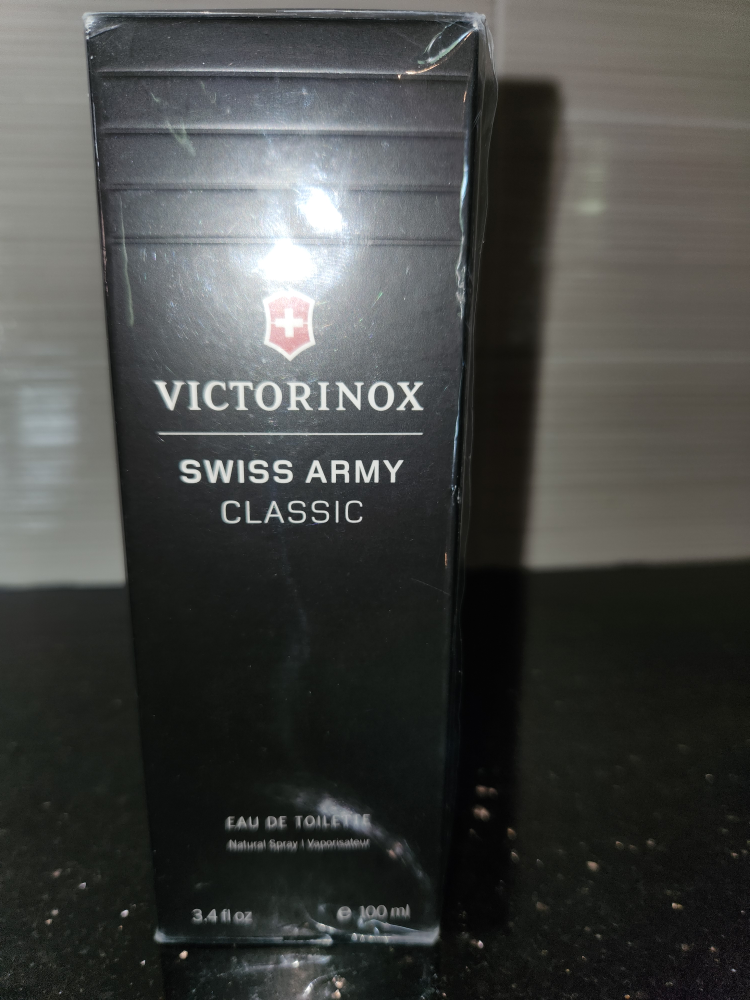 VICTORINOX
SWISS ARMY
CLASSIC
EAU DE TOILETTE
Natural Spray | Vaporisateur
3.4 fl oz ℮ 100 ml